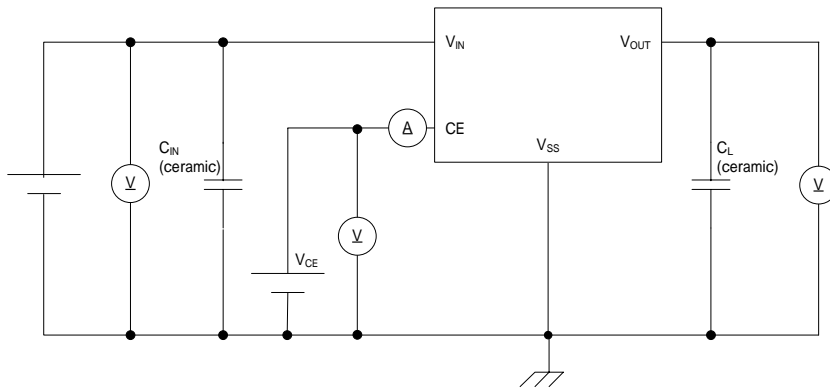 VIN
VOUT
A
CE
VSS
CIN
(ceramic)
CL
(ceramic)
V
V
V
VCE